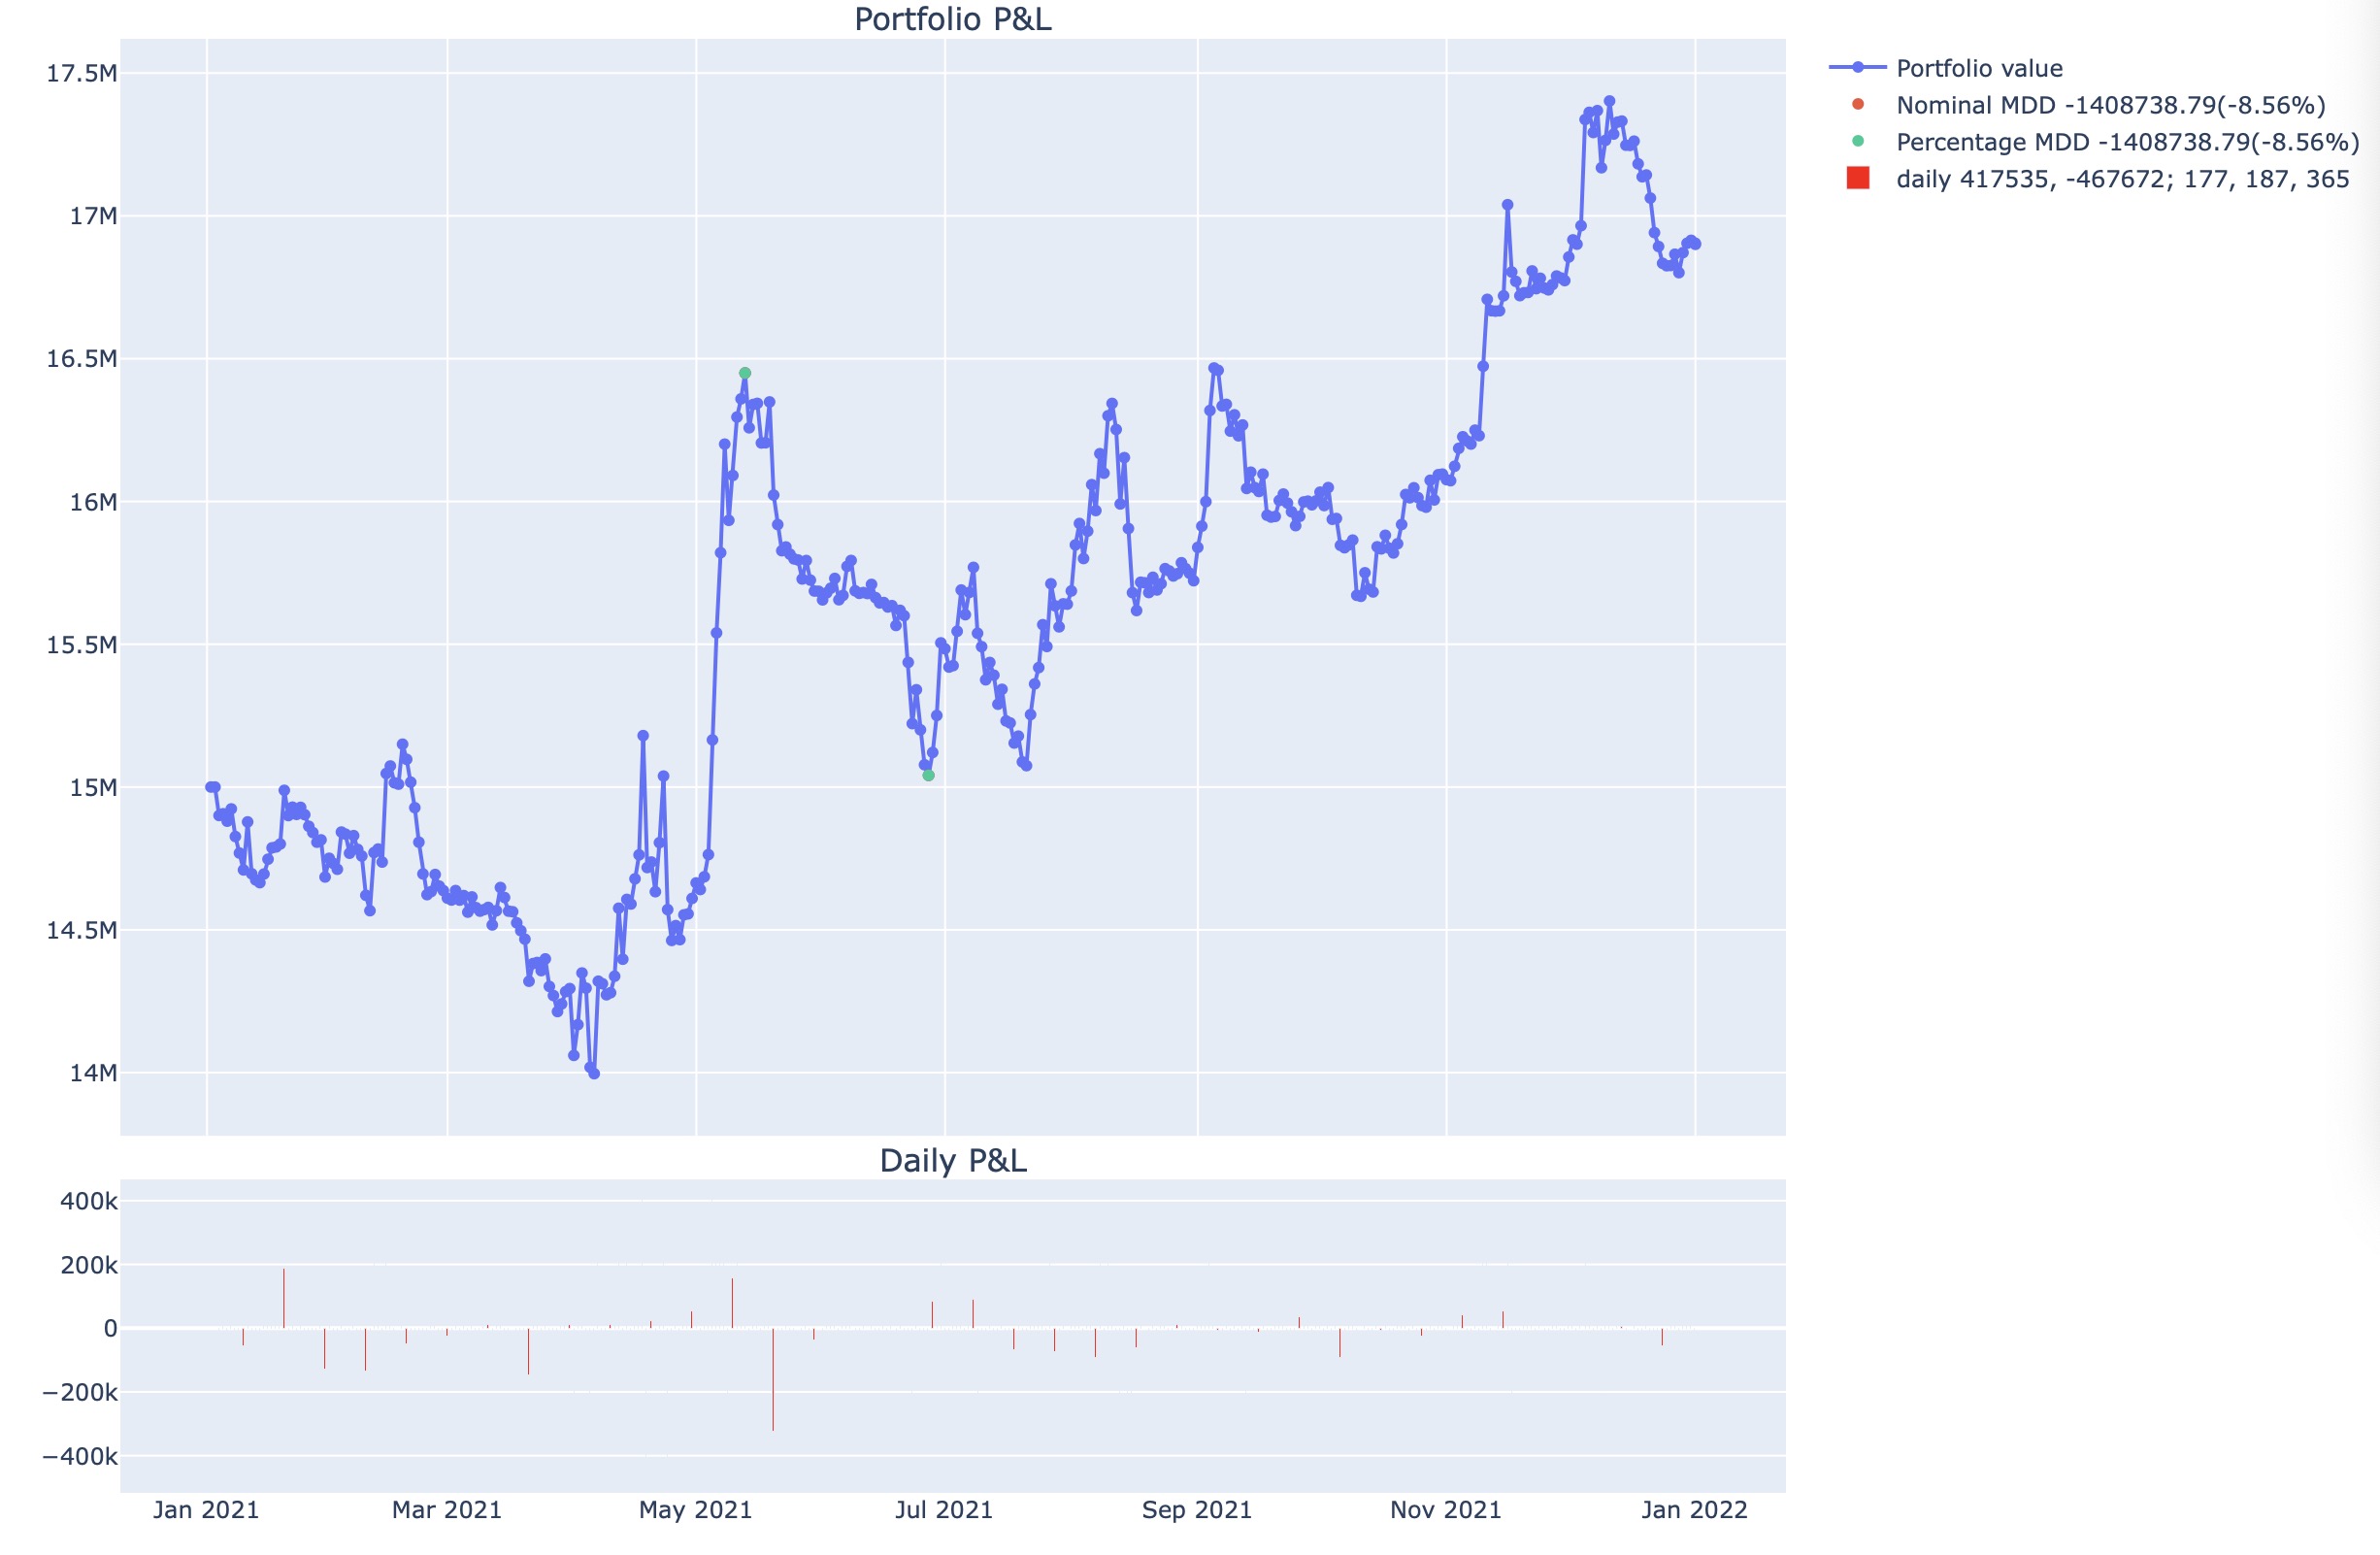 Portfolio P&L
17.5M
17M
16.5M
16M
15.5M
15M
14.5M
14M
Portfolio value
Nominal MDD -1408738.79(-8.56%)
Percentage MDD -1408738.79(-8.56%)
daily 417535, -467672; 177, 187, 365
Daily P&L
400k
200k
0
−200k
−400k
Jan 2021 Mar 2021 May 2021 Jul 2021 Sep 2021 Nov 2021 Jan 2022